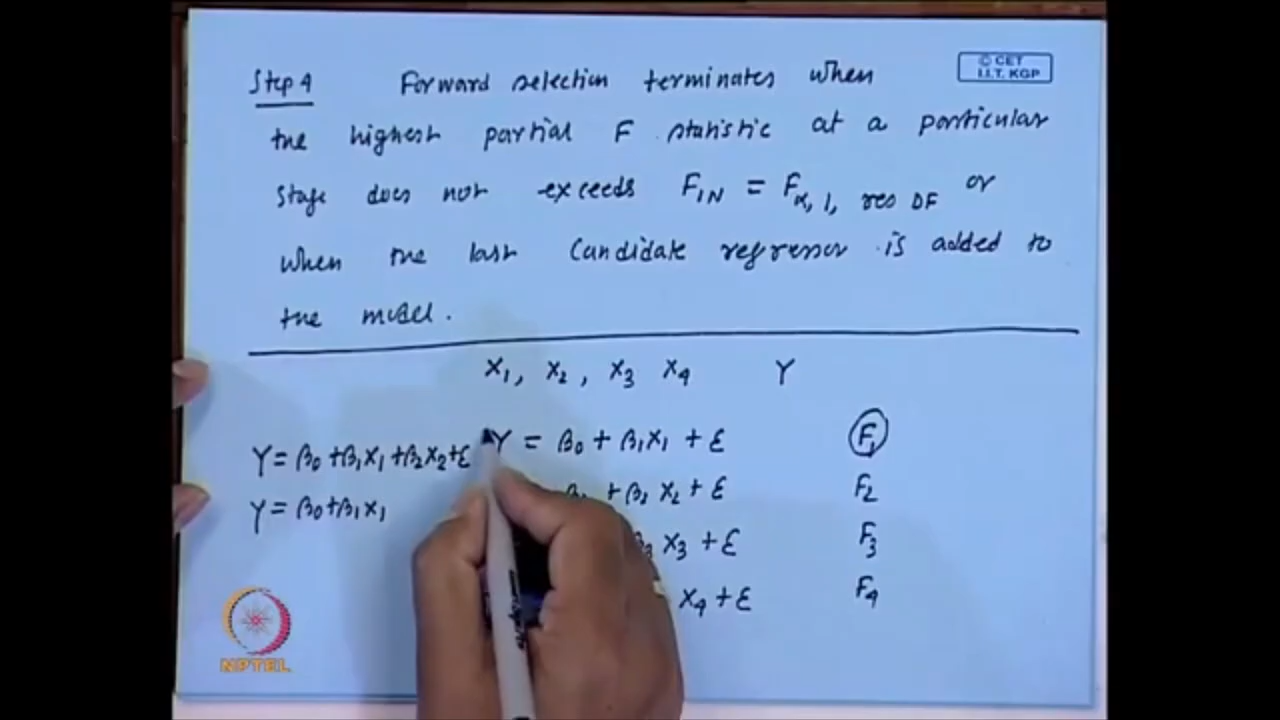 © CET
I.I.T. KGP
Step 4 Forward selection terminates when
the highest partial F statistic at a particular
stage does not exceeds F_IN = F_α, 1, res DF or
when the last candidate regressor is added to
the model.
X₁, X₂, X₃ X₄ Y
Y = β₀ + β₁X₁ + ε F₁
Y = β₀ + β₁X₁ + β₂X₂ + ε
+ β₂ X₂ + ε F₂
Y = β₀ + β₁X₁
X₃ + ε F₃
X₄ + ε F₄
NPTEL